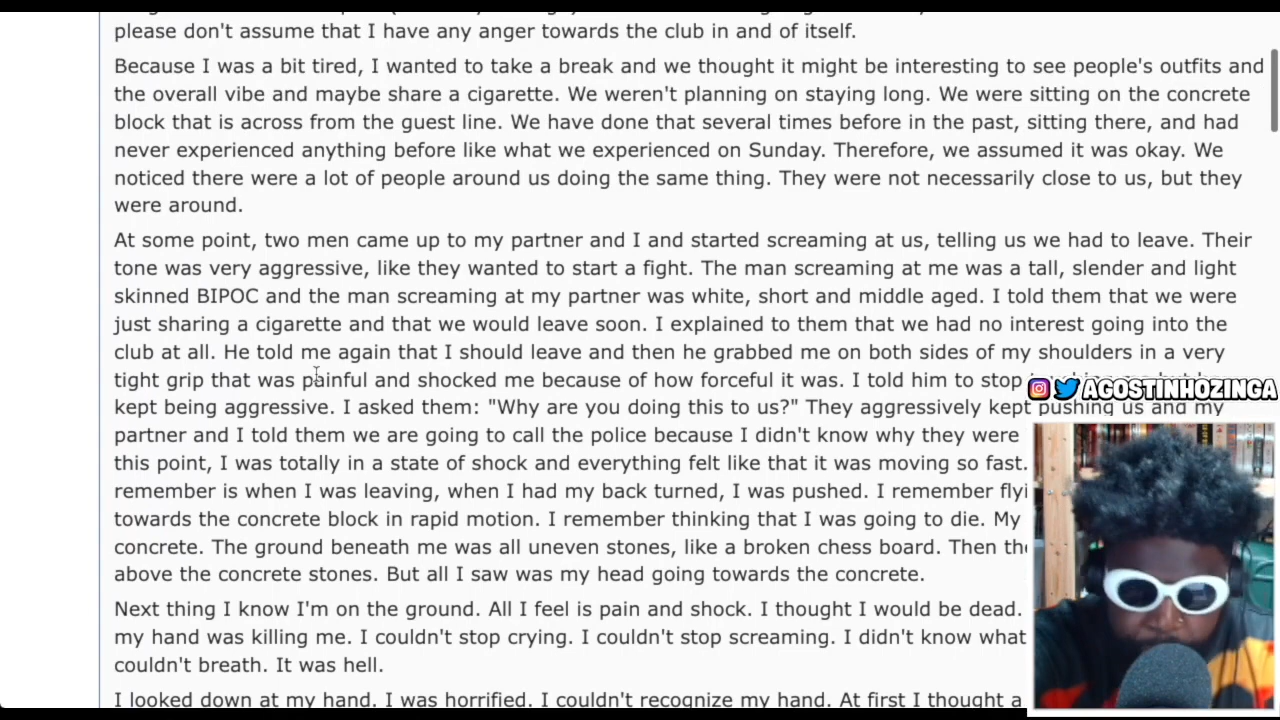 please don't assume that I have any anger towards the club in and of itself.
Because I was a bit tired, I wanted to take a break and we thought it might be interesting to see people's outfits and
the overall vibe and maybe share a cigarette. We weren't planning on staying long. We were sitting on the concrete
block that is across from the guest line. We have done that several times before in the past, sitting there, and had
never experienced anything before like what we experienced on Sunday. Therefore, we assumed it was okay. We
noticed there were a lot of people around us doing the same thing. They were not necessarily close to us, but they
were around.
At some point, two men came up to my partner and I and started screaming at us, telling us we had to leave. Their
tone was very aggressive, like they wanted to start a fight. The man screaming at me was a tall, slender and light
skinned BIPOC and the man screaming at my partner was white, short and middle aged. I told them that we were
just sharing a cigarette and that we would leave soon. I explained to them that we had no interest going into the
club at all. He told me again that I should leave and then he grabbed me on both sides of my shoulders in a very
tight grip that was painful and shocked me because of how forceful it was. I told him to stop
AGOSTINHOZINGA
kept being aggressive. I asked them: "Why are you doing this to us?" They aggressively kept pushing us and my
partner and I told them we are going to call the police because I didn't know why they were
this point, I was totally in a state of shock and everything felt like that it was moving so fast.
remember is when I was leaving, when I had my back turned, I was pushed. I remember
towards the concrete block in rapid motion. I remember thinking that I was going to die. My
concrete. The ground beneath me was all uneven stones, like a broken chess board. Then
above the concrete stones. But all I saw was my head going towards the concrete.
Next thing I know I'm on the ground. All I feel is pain and shock. I thought I would be dead.
my hand was killing me. I couldn't stop crying. I couldn't stop screaming. I didn't know what
couldn't breath. It was hell.
I looked down at my hand. I was horrified. I couldn't recognize my hand. At first I thought a